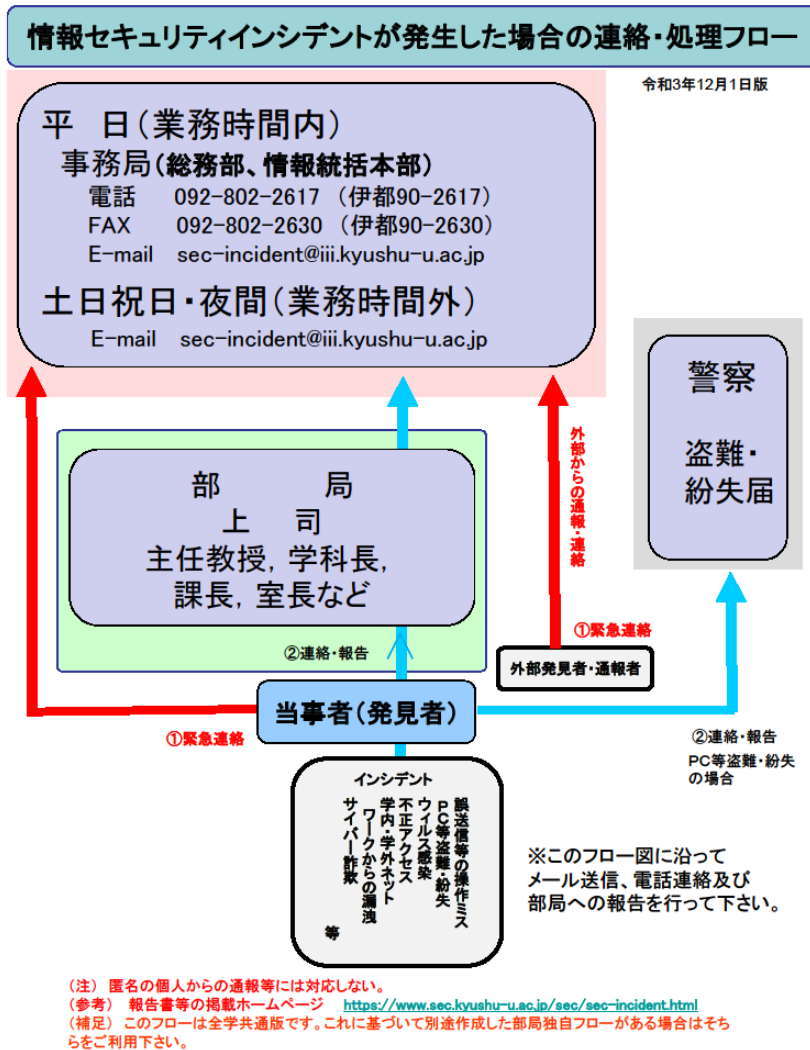 情報セキュリティインシデントが発生した場合の連絡・処理フロー
令和3年12月1日版
平　日（業務時間内）
事務局（総務部、情報統括本部）
電話　092-802-2617　（伊都90-2617）
FAX　092-802-2630　（伊都90-2630）
E-mail　sec-incident@iii.kyushu-u.ac.jp
土日祝日・夜間（業務時間外）
E-mail　sec-incident@iii.kyushu-u.ac.jp
警察
盗難・
紛失届
外部からの通報・連絡
部　　　局
上　司
主任教授，学科長，
課長，室長など
①緊急連絡
②連絡・報告
外部発見者・通報者
当事者（発見者）
①緊急連絡
②連絡・報告
PC等盗難・紛失
の場合
インシデント
誤送信等の操作ミス
ＰＣ等盗難・紛失
ウィルス感染
不正アクセス
学内・学外ネット
ワークからの漏洩
サイバー詐欺
等
※このフロー図に沿って
メール送信、電話連絡及び
部局への報告を行って下さい。
（注）　匿名の個人からの通報等には対応しない。
（参考）　報告書等の掲載ホームページ　https://www.sec.kyushu-u.ac.jp/sec/sec-incident.html
（補足）　このフローは全学共通版です。これに基づいて別途作成した部局独自フローがある場合はそち
らをご利用下さい。